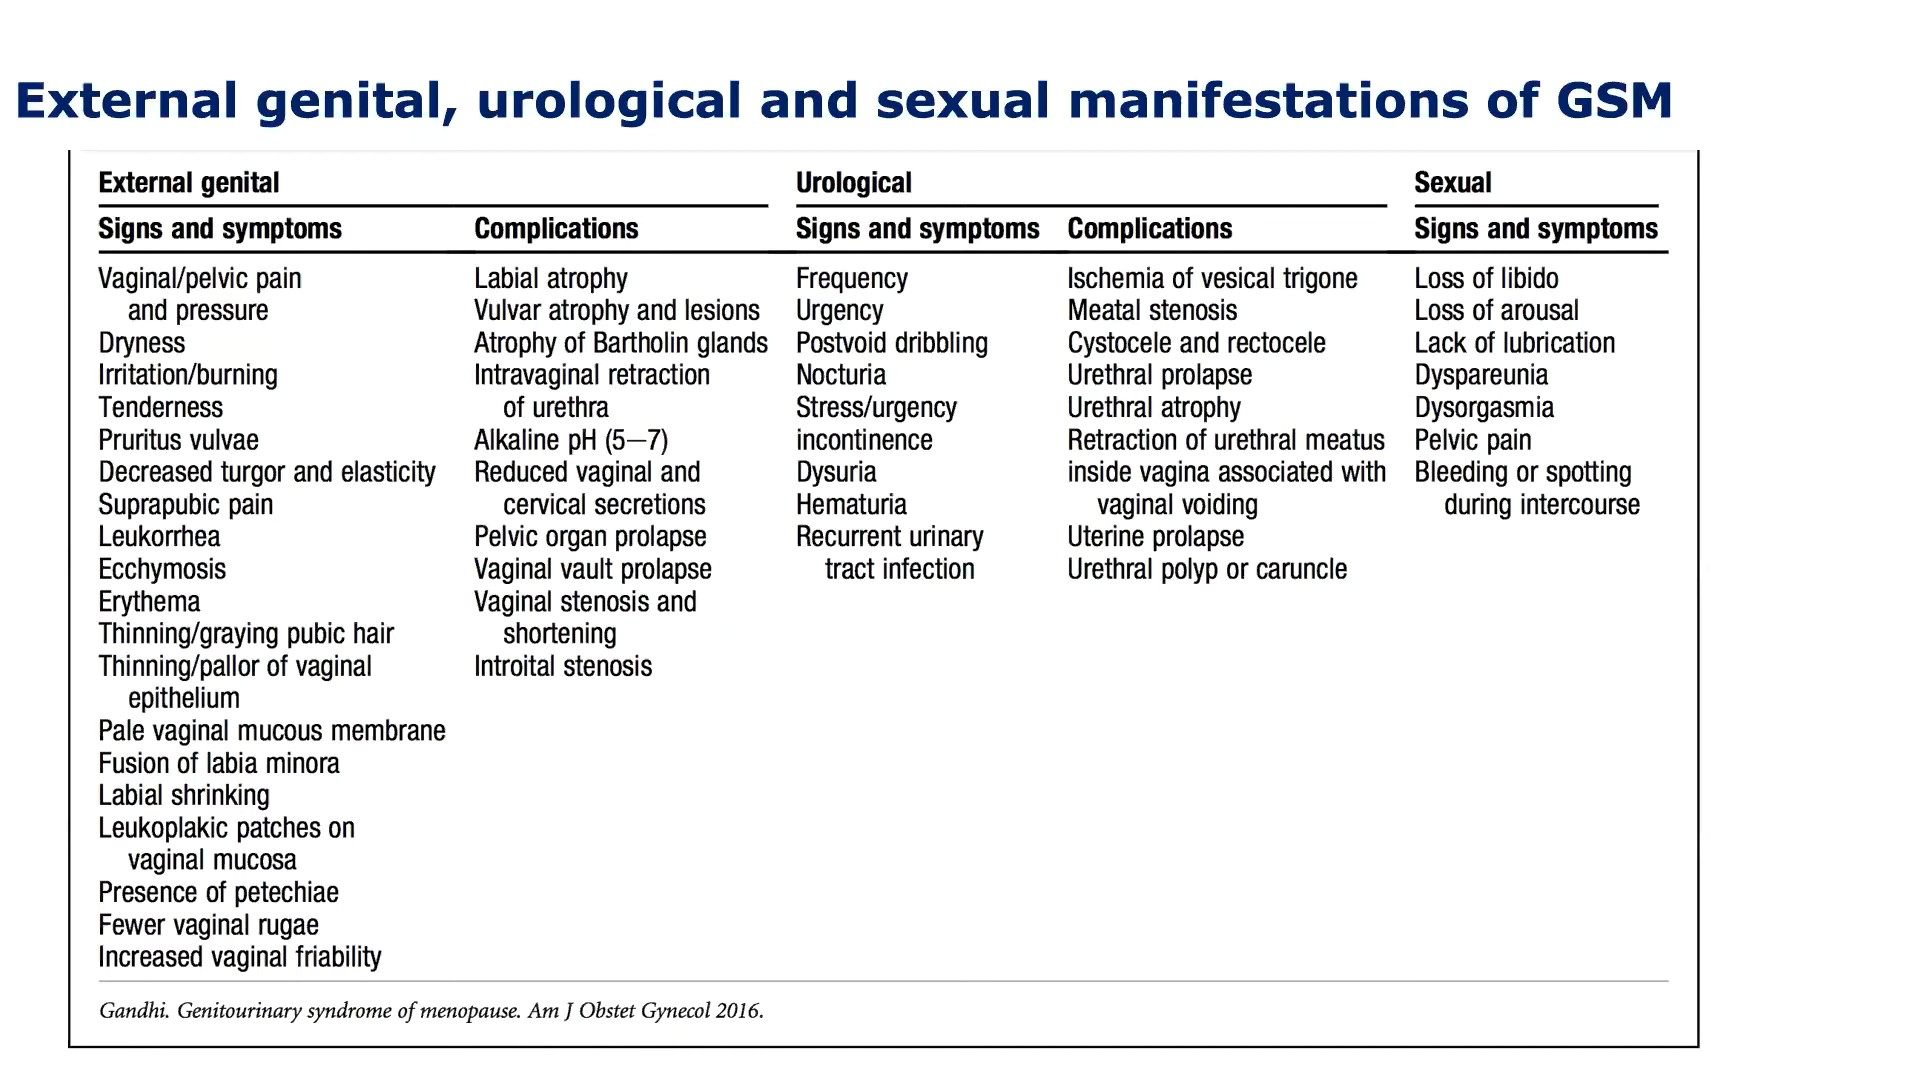 External genital, urological and sexual manifestations of GSM
External genital
Signs and symptoms
Vaginal/pelvic pain
and pressure
Dryness
Irritation/burning
Tenderness
Pruritus vulvae
Decreased turgor and elasticity
Suprapubic pain
Leukorrhea
Ecchymosis
Erythema
Thinning/graying pubic hair
Thinning/pallor of vaginal
epithelium
Pale vaginal mucous membrane
Fusion of labia minora
Labial shrinking
Leukoplakic patches on
vaginal mucosa
Presence of petechiae
Fewer vaginal rugae
Increased vaginal friability
Complications
Labial atrophy
Vulvar atrophy and lesions
Atrophy of Bartholin glands
Intravaginal retraction
of urethra
Alkaline pH (5–7)
Reduced vaginal and
cervical secretions
Pelvic organ prolapse
Vaginal vault prolapse
Vaginal stenosis and
shortening
Introital stenosis
Urological
Signs and symptoms
Frequency
Urgency
Postvoid dribbling
Nocturia
Stress/urgency
incontinence
Dysuria
Hematuria
Recurrent urinary
tract infection
Complications
Ischemia of vesical trigone
Meatal stenosis
Cystocele and rectocele
Urethral prolapse
Urethral atrophy
Retraction of urethral meatus
inside vagina associated with
vaginal voiding
Uterine prolapse
Urethral polyp or caruncle
Sexual
Signs and symptoms
Loss of libido
Loss of arousal
Lack of lubrication
Dyspareunia
Dysorgasmia
Pelvic pain
Bleeding or spotting
during intercourse
Gandhi. Genitourinary syndrome of menopause. Am J Obstet Gynecol 2016.